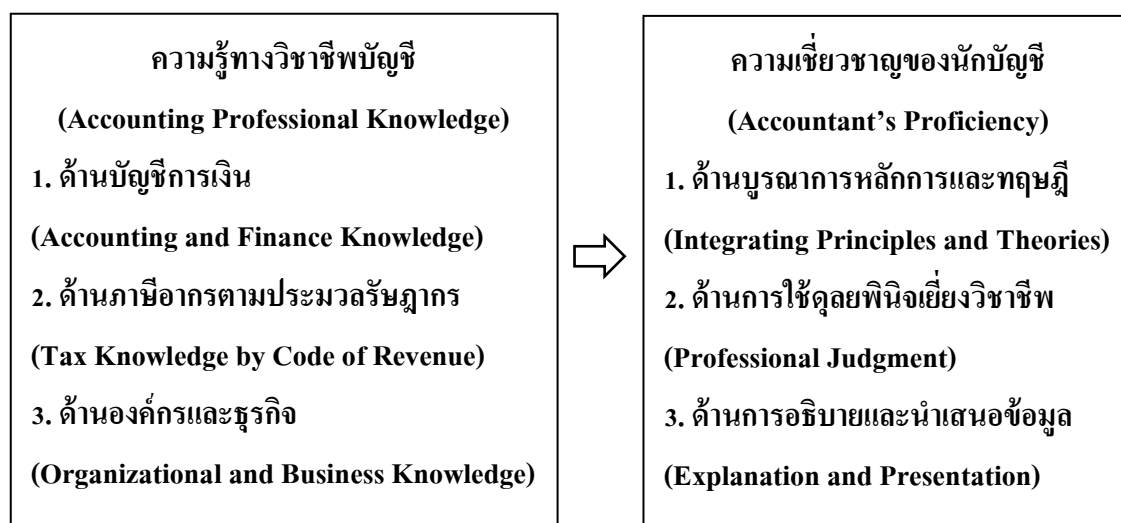 ความรู้ทางวิชาชีพบัญชี
(Accounting Professional Knowledge)
1. ด้านบัญชีการเงิน
(Accounting and Finance Knowledge)
2. ด้านภาษีอากรตามประมวลรัษฎากร
(Tax Knowledge by Code of Revenue)
3. ด้านองค์กรและธุรกิจ
(Organizational and Business Knowledge)
ความเชี่ยวชาญของนักบัญชี
(Accountant’s Proficiency)
1. ด้านบูรณาการหลักการและทฤษฎี
(Integrating Principles and Theories)
2. ด้านการใช้ดุลยพินิจเยี่ยงวิชาชีพ
(Professional Judgment)
3. ด้านการอธิบายและนำเสนอข้อมูล
(Explanation and Presentation)